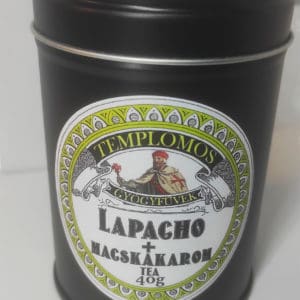 TEMPLOMOS
GYÓGYFÜVEK
LAPACHO
+
MACSKAKAROM
TEA
40g